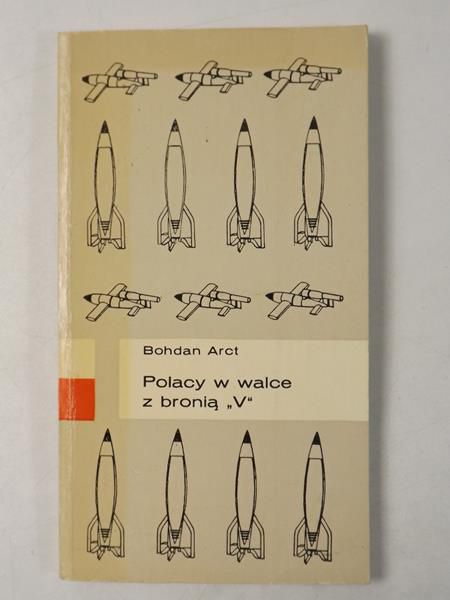 Bohdan Arct
Polacy w walce
z bronią „V"